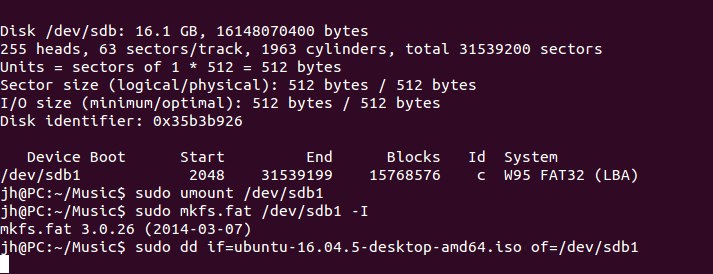 Disk /dev/sdb: 16.1 GB, 16148070400 bytes
255 heads, 63 sectors/track, 1963 cylinders, total 31539200 sectors
Units = sectors of 1 * 512 = 512 bytes
Sector size (logical/physical): 512 bytes / 512 bytes
I/O size (minimum/optimal): 512 bytes / 512 bytes
Disk identifier: 0x35b3b926
Device Boot Start End Blocks Id System
/dev/sdb1 2048 31539199 15768576 c W95 FAT32 (LBA)
jh@PC:~/Music$ sudo umount /dev/sdb1
jh@PC:~/Music$ sudo mkfs.fat /dev/sdb1 -I
mkfs.fat 3.0.26 (2014-03-07)
jh@PC:~/Music$ sudo dd if=ubuntu-16.04.5-desktop-amd64.iso of=/dev/sdb1